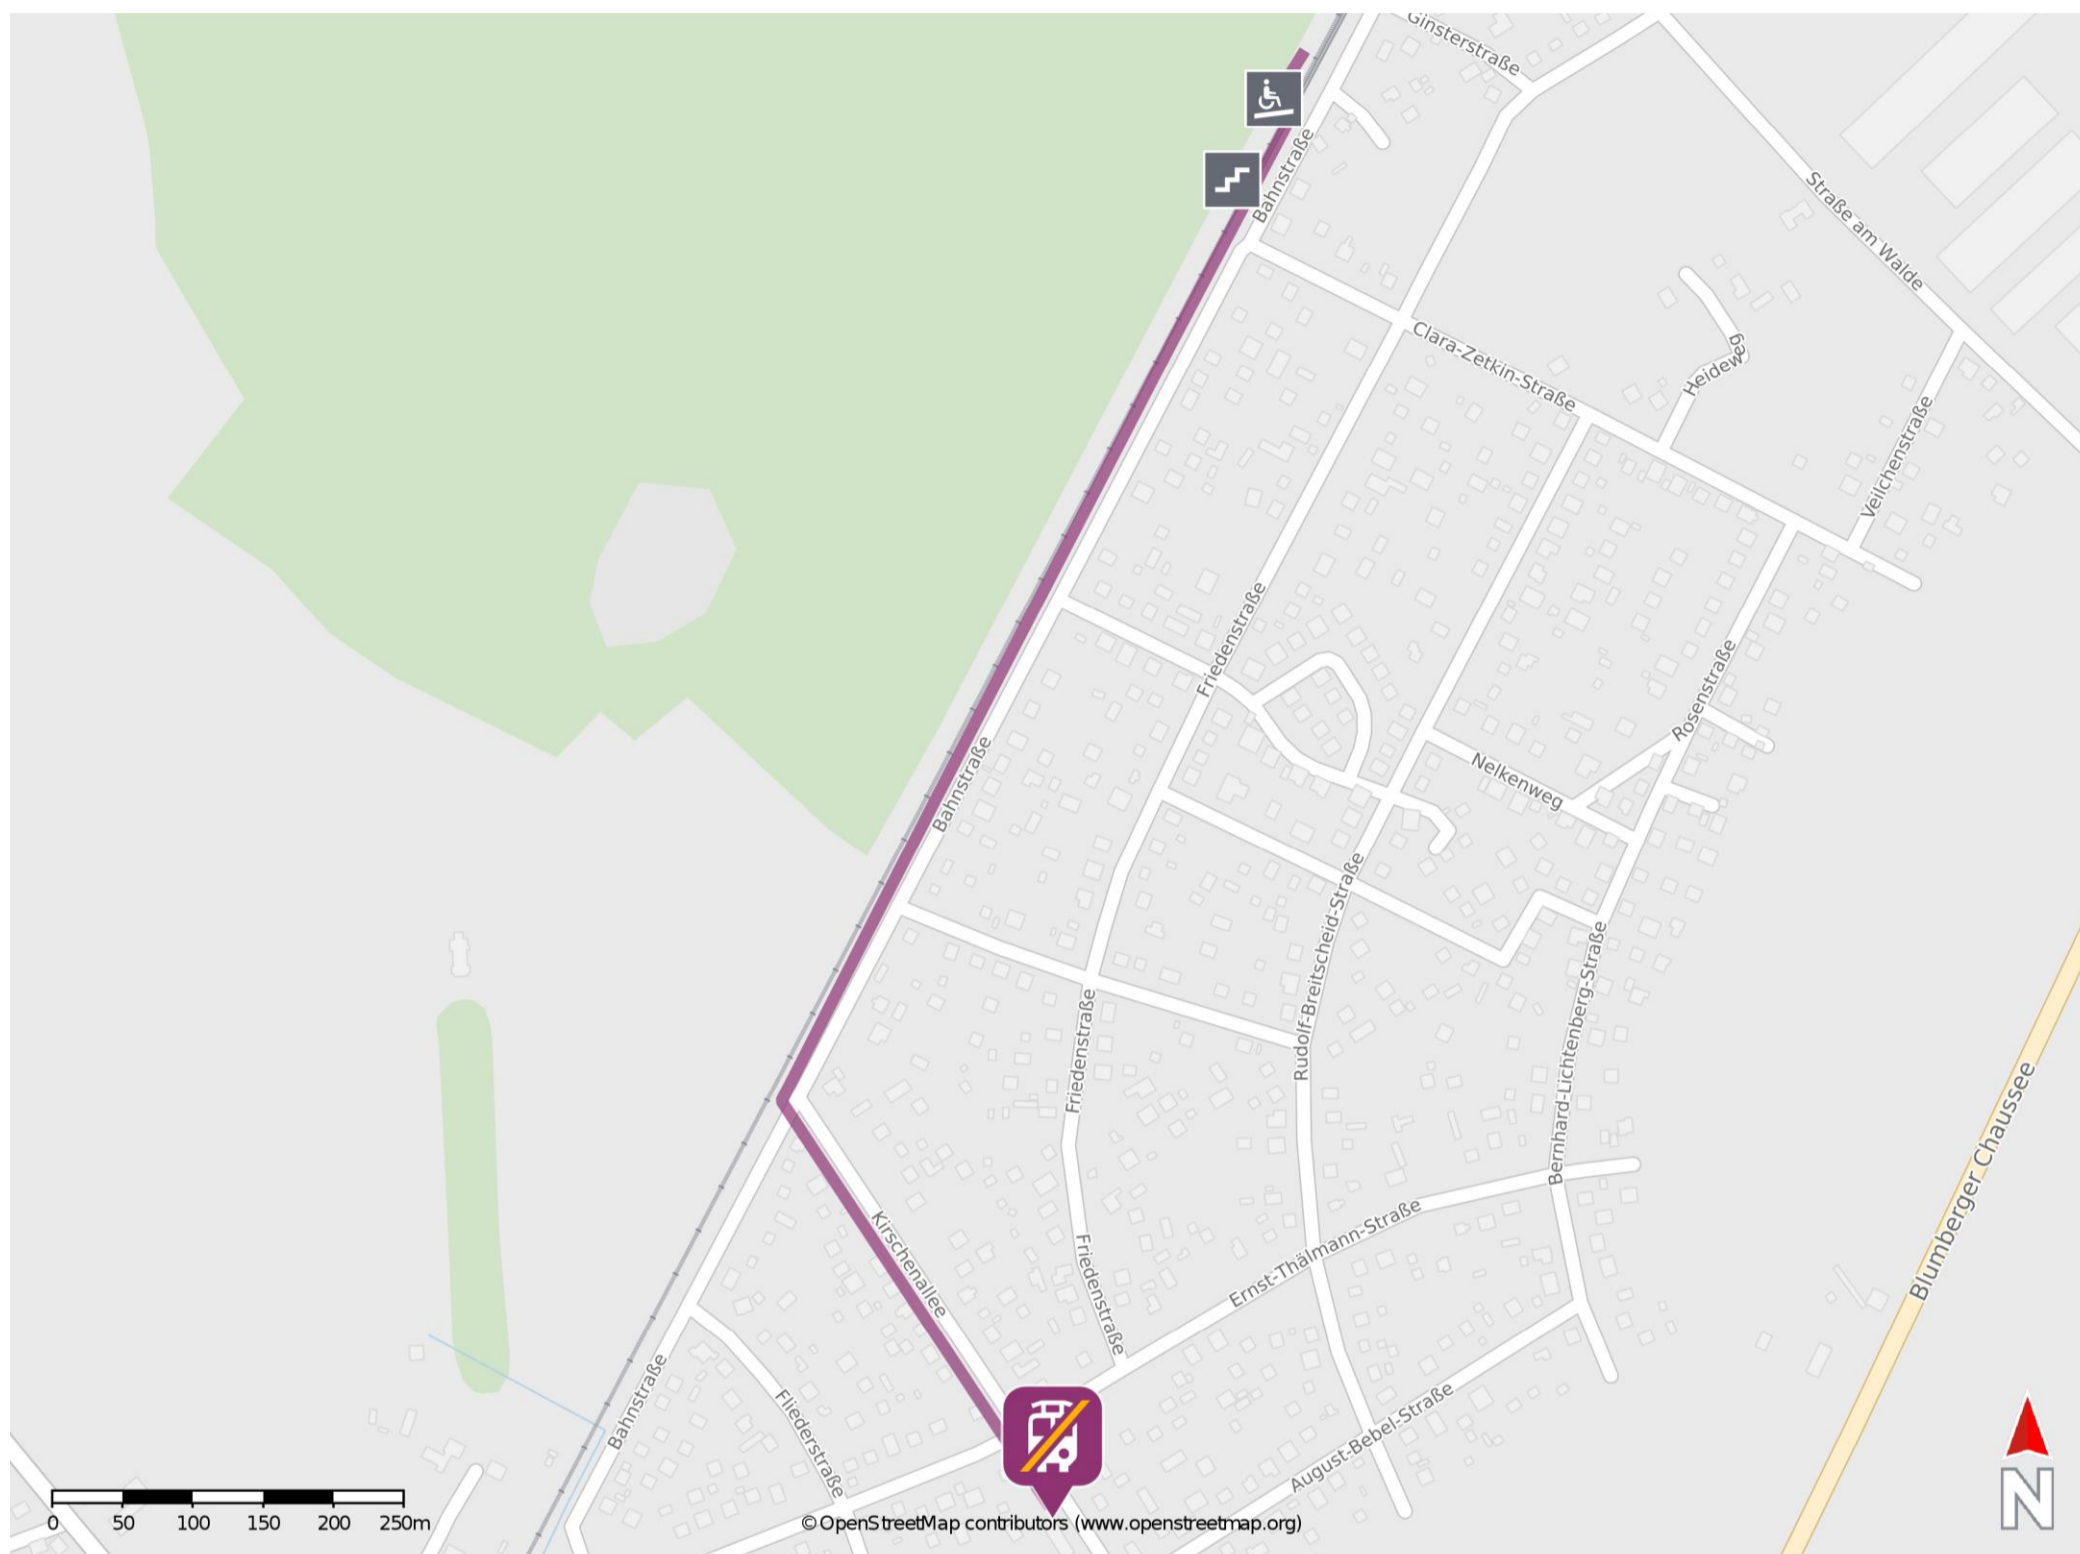 Ginsterstraße
Bahnstraße
Straße am Walde
Clara-Zetkin-Straße
Heideweg
Veilchenstraße
Friedenstraße
Rosenstraße
Bahnstraße
Nelkenweg
Rudolf-Breitscheid-Straße
Bernhard-Lichtenberg-Straße
Friedenstraße
Blumberger Chaussee
Kirschenallee
Friedenstraße
Ernst-Thälmann-Straße
Bahnstraße
Fliederstraße
August-Bebel-Straße
N
0 50 100 150 200 250m
© OpenStreetMap contributors (www.openstreetmap.org)